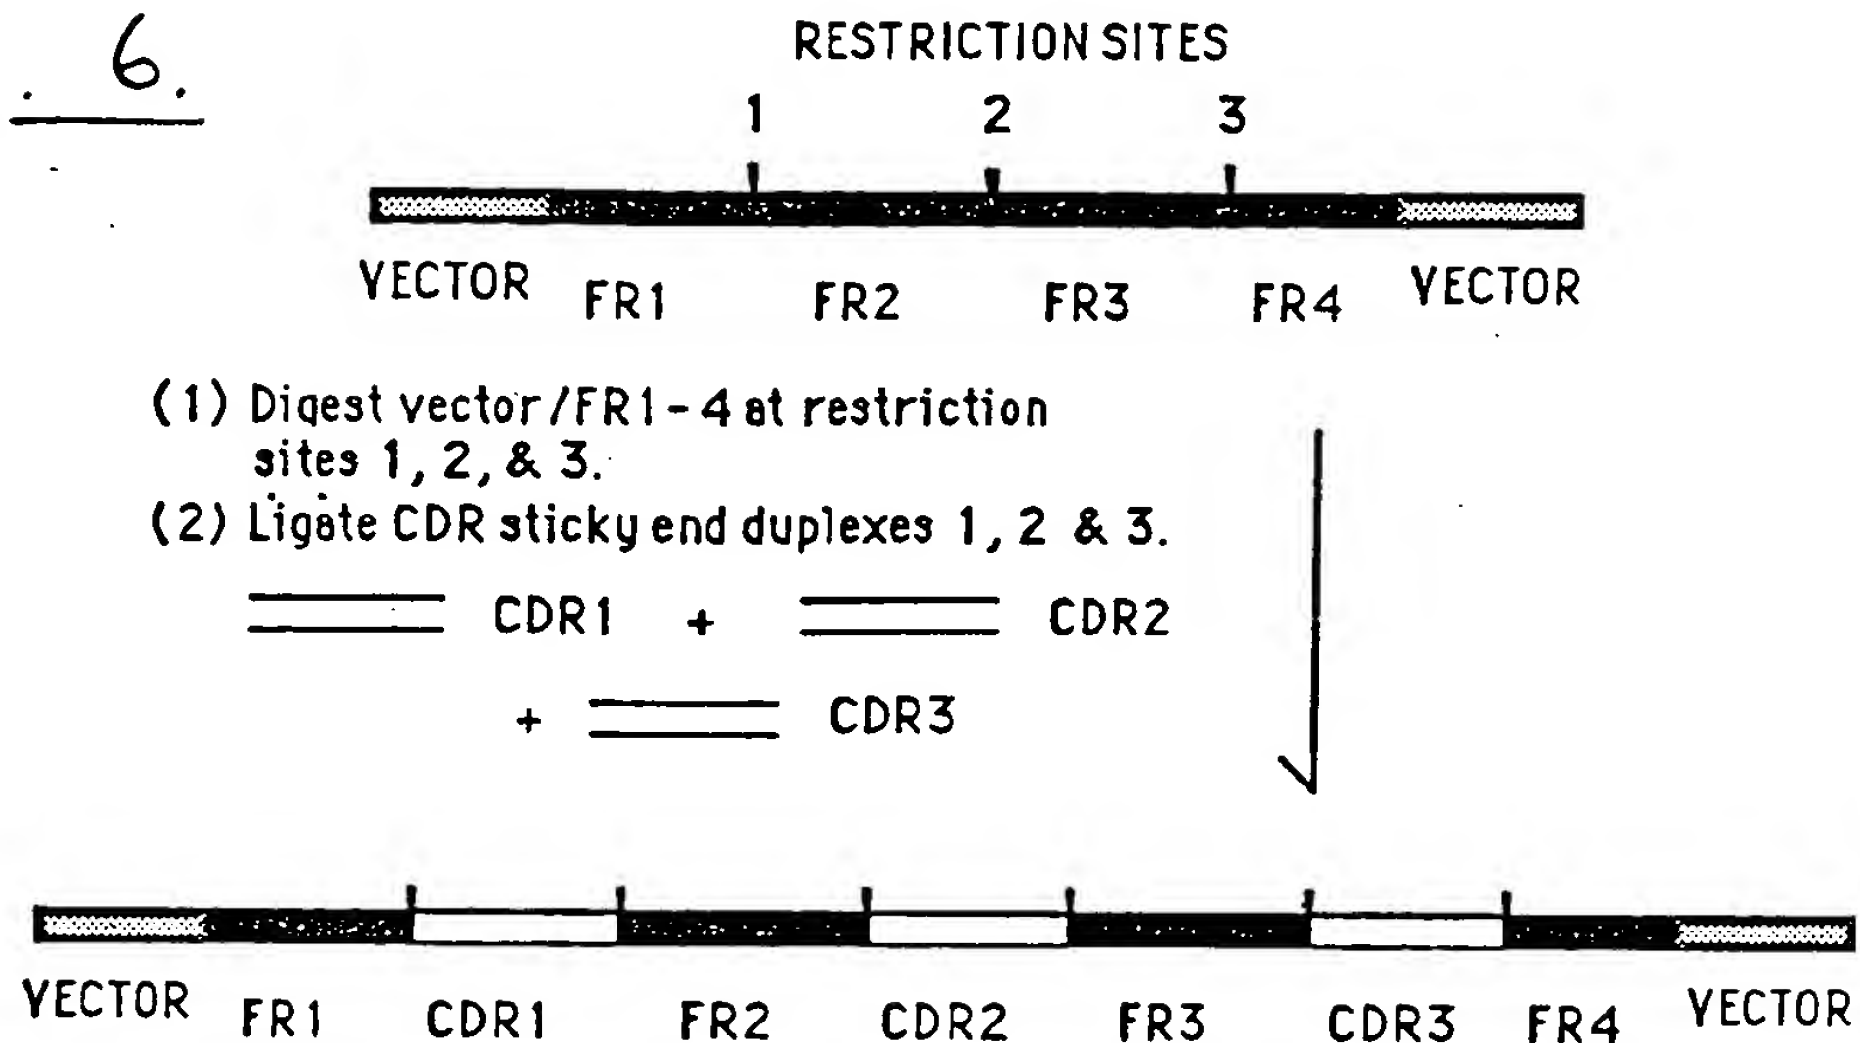 . 6.
RESTRICTION SITES
1 2 3
VECTOR FR1 FR2 FR3 FR4 VECTOR
(1) Digest vector/FR1-4 at restriction
sites 1, 2, & 3.
(2) Ligate CDR sticky end duplexes 1, 2 & 3.
CDR1 + CDR2
+ CDR3
VECTOR FR1 CDR1 FR2 CDR2 FR3 CDR3 FR4 VECTOR